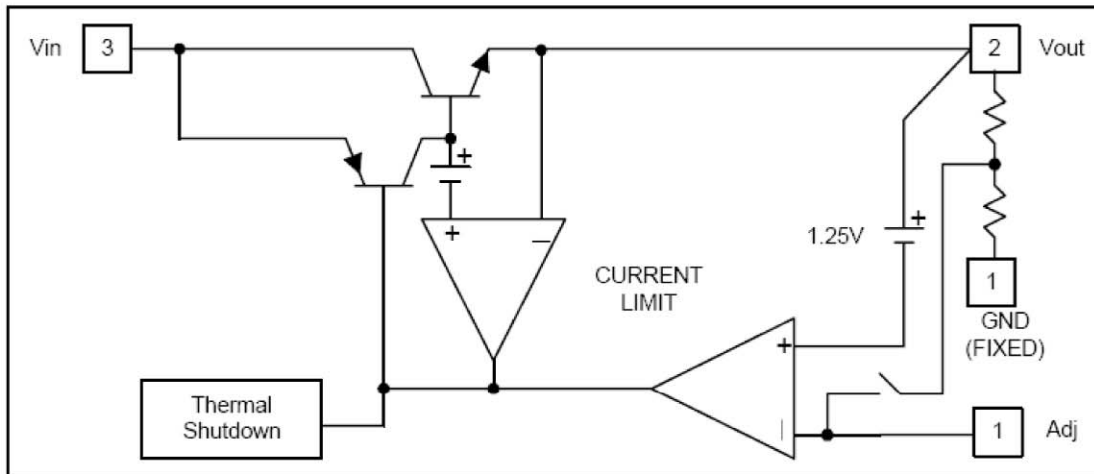 Vin
3
2
Vout
+
+
−
1.25V
+
CURRENT
LIMIT
1
GND
(FIXED)
+
Thermal
Shutdown
−
1
Adj